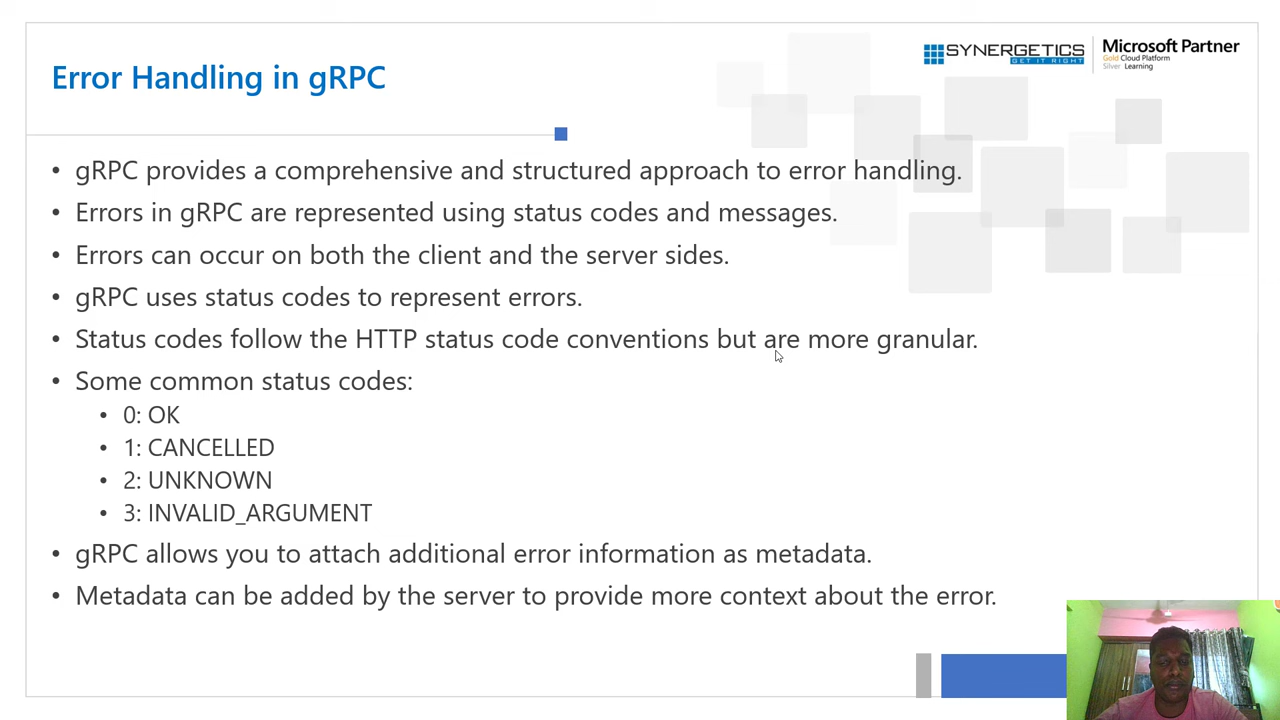 SYNERGETICS
GET IT RIGHT
Microsoft Partner
Gold Cloud Platform
Silver Learning
Error Handling in gRPC
• gRPC provides a comprehensive and structured approach to error handling.
• Errors in gRPC are represented using status codes and messages.
• Errors can occur on both the client and the server sides.
• gRPC uses status codes to represent errors.
• Status codes follow the HTTP status code conventions but are more granular.
• Some common status codes:
• 0: OK
• 1: CANCELLED
• 2: UNKNOWN
• 3: INVALID_ARGUMENT
• gRPC allows you to attach additional error information as metadata.
• Metadata can be added by the server to provide more context about the error.